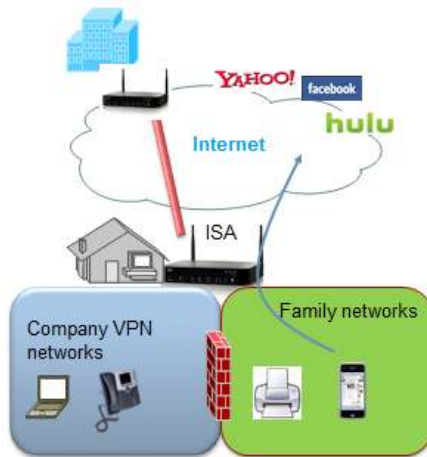 YAHOO!
facebook
hulu
Internet
ISA
Company VPN
networks
Family networks